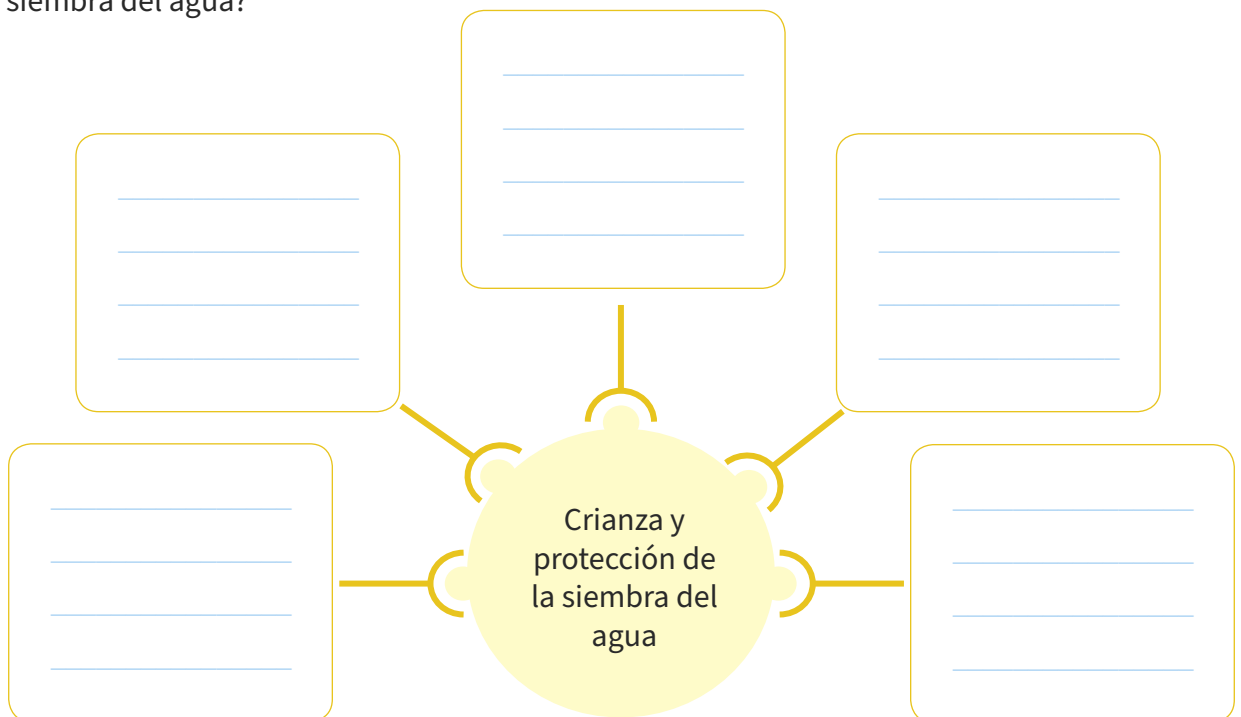 siembra del agua?
Crianza y
protección de
la siembra del
agua